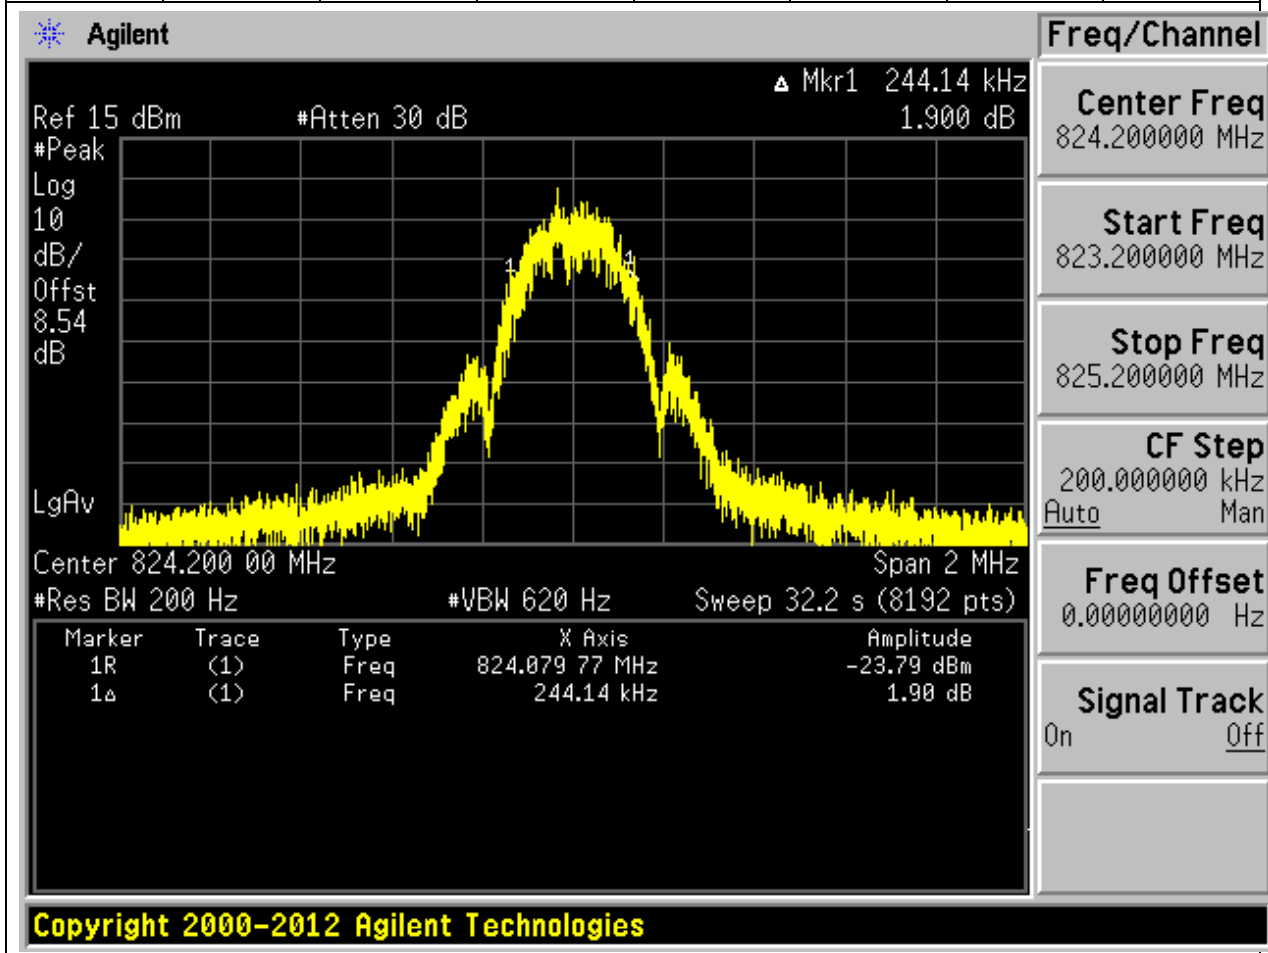 Agilent
Freq/Channel
Δ Mkr1 244.14 kHz
Ref 15 dBm #Atten 30 dB 1.900 dB
#Peak
Log
10
dB/
Offst
8.54
dB
LgAv
1
1
Center 824.200 00 MHz Span 2 MHz
#Res BW 200 Hz #VBW 620 Hz Sweep 32.2 s (8192 pts)
Marker Trace Type X Axis Amplitude
1R (1) Freq 824.079 77 MHz -23.79 dBm
1Δ (1) Freq 244.14 kHz 1.90 dB
Center Freq
824.200000 MHz
Start Freq
823.200000 MHz
Stop Freq
825.200000 MHz
CF Step
200.000000 kHz
Auto Man
Freq Offset
0.00000000 Hz
Signal Track
On Off
Copyright 2000-2012 Agilent Technologies